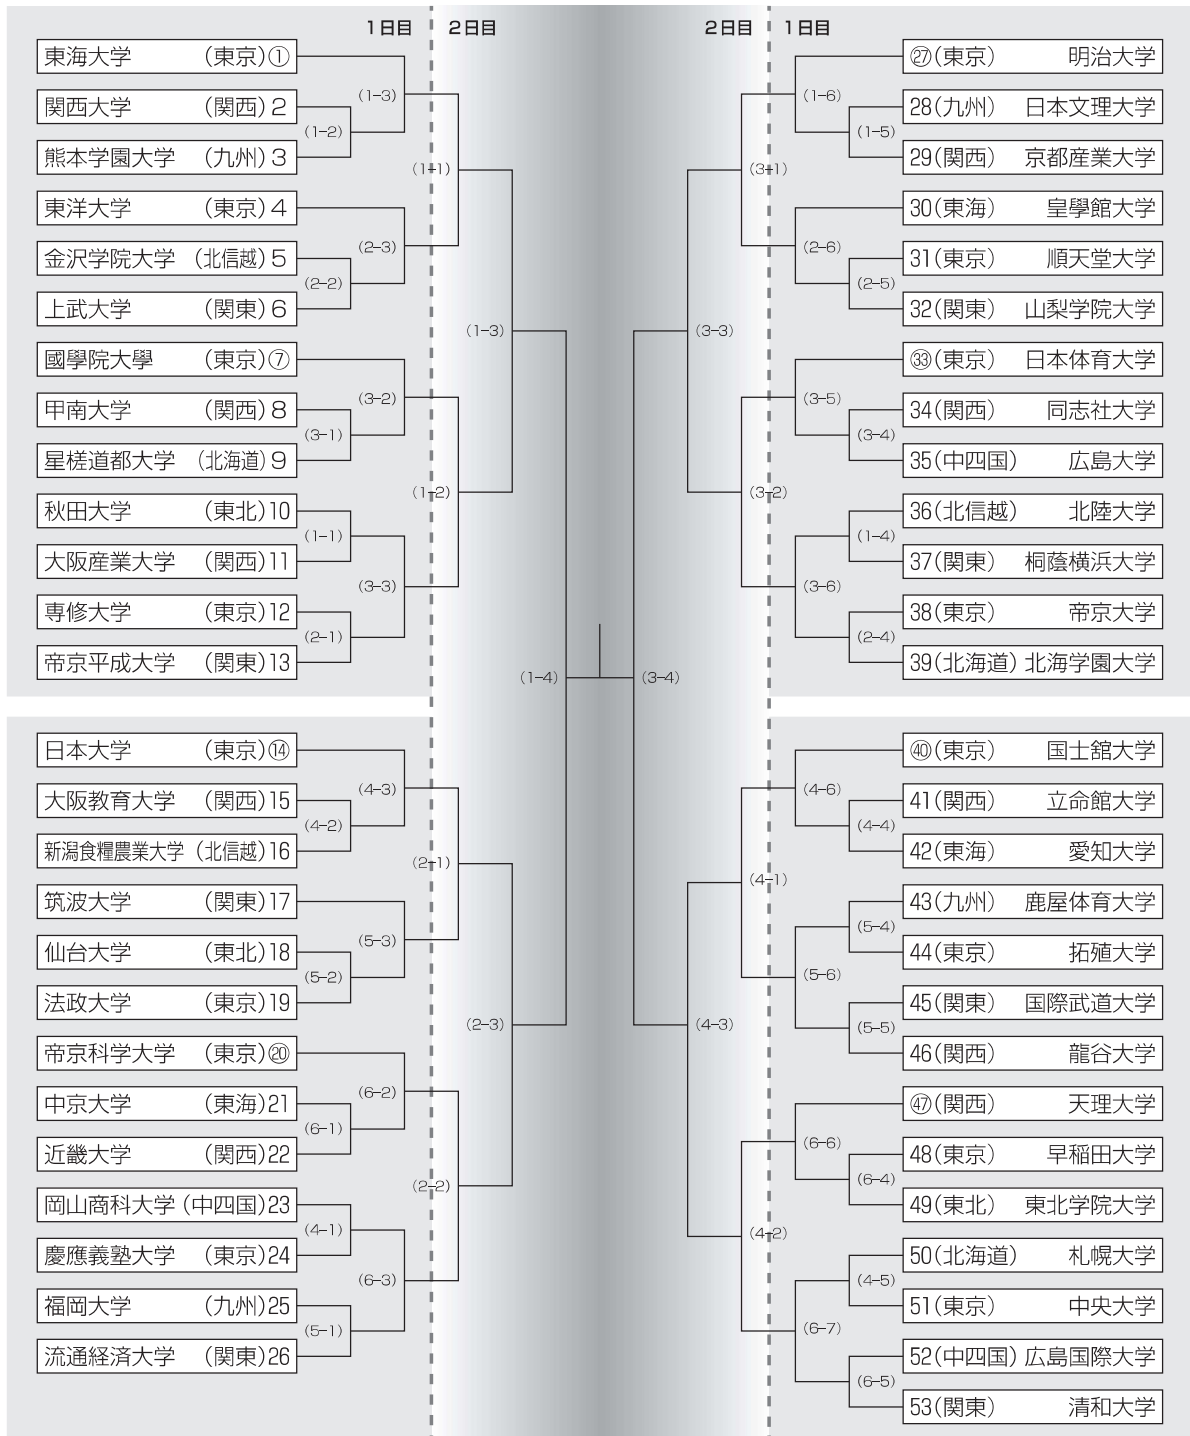 1日目
2日目
東海大学 （東京）①
関西大学 （関西）2
熊本学園大学 （九州）3
東洋大学 （東京）4
金沢学院大学 （北信越）5
上武大学 （関東）6
國學院大學 （東京）⑦
甲南大学 （関西）8
星槎道都大学 （北海道）9
秋田大学 （東北）10
大阪産業大学 （関西）11
専修大学 （東京）12
帝京平成大学 （関東）13
(1–3)
(1–2)
(2–3)
(2–2)
(3–2)
(3–1)
(1–1)
(3–3)
(2–1)
(1–1)
(1–2)
(1–3)
日本大学 （東京）⑭
大阪教育大学 （関西）15
新潟食糧農業大学 （北信越）16
筑波大学 （関東）17
仙台大学 （東北）18
法政大学 （東京）19
帝京科学大学 （東京）⑳
中京大学 （東海）21
近畿大学 （関西）22
岡山商科大学（中四国）23
慶應義塾大学 （東京）24
福岡大学 （九州）25
流通経済大学 （関東）26
(4–3)
(4–2)
(5–3)
(5–2)
(6–2)
(6–1)
(4–1)
(6–3)
(5–1)
(2–1)
(2–2)
(2–3)
(1–4)
(3–4)
2日目
1日目
㉗（東京） 明治大学
28（九州） 日本文理大学
29（関西） 京都産業大学
30（東海） 皇學館大学
31（東京） 順天堂大学
32（関東） 山梨学院大学
㉝（東京） 日本体育大学
34（関西） 同志社大学
35（中四国） 広島大学
36（北信越） 北陸大学
37（関東） 桐蔭横浜大学
38（東京） 帝京大学
39（北海道） 北海学園大学
(1–6)
(1–5)
(2–6)
(2–5)
(3–5)
(3–4)
(1–4)
(3–6)
(2–4)
(3–1)
(3–2)
(3–3)
㊵（東京） 国士舘大学
41（関西） 立命館大学
42（東海） 愛知大学
43（九州） 鹿屋体育大学
44（東京） 拓殖大学
45（関東） 国際武道大学
46（関西） 龍谷大学
㊼（関西） 天理大学
48（東京） 早稲田大学
49（東北） 東北学院大学
50（北海道） 札幌大学
51（東京） 中央大学
52（中四国） 広島国際大学
53（関東） 清和大学
(4–6)
(4–4)
(5–4)
(5–6)
(5–5)
(6–6)
(6–4)
(4–5)
(6–7)
(6–5)
(4–1)
(4–2)
(4–3)